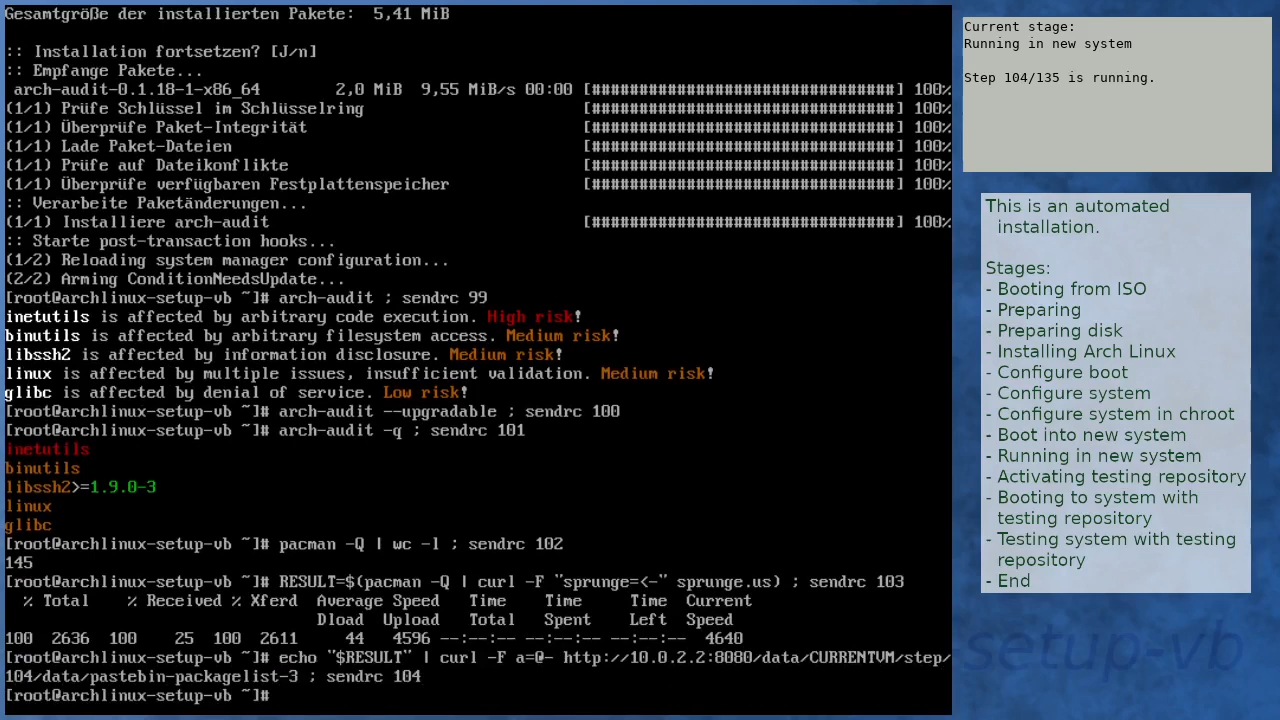 Gesamtgröße der installierten Pakete:  5,41 MiB
:: Installation fortsetzen? [J/n]
:: Empfange Pakete...
 arch-audit-0.1.18-1-x86_64        2,0 MiB  9,55 MiB/s 00:00 [################################] 100%
(1/1) Prüfe Schlüssel im Schlüsselring                       [################################] 100%
(1/1) Überprüfe Paket-Integrität                             [################################] 100%
(1/1) Lade Paket-Dateien                                     [################################] 100%
(1/1) Prüfe auf Dateikonflikte                               [################################] 100%
(1/1) Überprüfe verfügbaren Festplattenspeicher              [################################] 100%
:: Verarbeite Paketänderungen...
(1/1) Installiere arch-audit                                 [################################] 100%
:: Starte post-transaction hooks...
(1/2) Reloading system manager configuration...
(2/2) Arming ConditionNeedsUpdate...
[root@archlinux-setup-vb ~]# arch-audit ; sendrc 99
inetutils is affected by arbitrary code execution. High risk!
binutils is affected by arbitrary filesystem access. Medium risk!
libssh2 is affected by information disclosure. Medium risk!
linux is affected by multiple issues, insufficient validation. Medium risk!
glibc is affected by denial of service. Low risk!
[root@archlinux-setup-vb ~]# arch-audit --upgradable ; sendrc 100
[root@archlinux-setup-vb ~]# arch-audit -q ; sendrc 101
inetutils
binutils
libssh2>=1.9.0-3
linux
glibc
[root@archlinux-setup-vb ~]# pacman -Q | wc -l ; sendrc 102
145
[root@archlinux-setup-vb ~]# RESULT=$(pacman -Q | curl -F "sprunge=<-" sprunge.us) ; sendrc 103
  % Total    % Received % Xferd  Average Speed   Time    Time     Time  Current
                                 Dload  Upload   Total   Spent    Left  Speed
100  2636  100    25  100  2611     44   4596 --:--:-- --:--:-- --:--:--  4640
[root@archlinux-setup-vb ~]# echo "$RESULT" | curl -F a=@- http://10.0.2.2:8080/data/CURRENTVM/step/
104/data/pastebin-packagelist-3 ; sendrc 104
[root@archlinux-setup-vb ~]#
Current stage:
Running in new system
Step 104/135 is running.
This is an automated
installation.
Stages:
- Booting from ISO
- Preparing
- Preparing disk
- Installing Arch Linux
- Configure boot
- Configure system
- Configure system in chroot
- Boot into new system
- Running in new system
- Activating testing repository
- Booting to system with
testing repository
- Testing system with testing
repository
- End
setup-vb